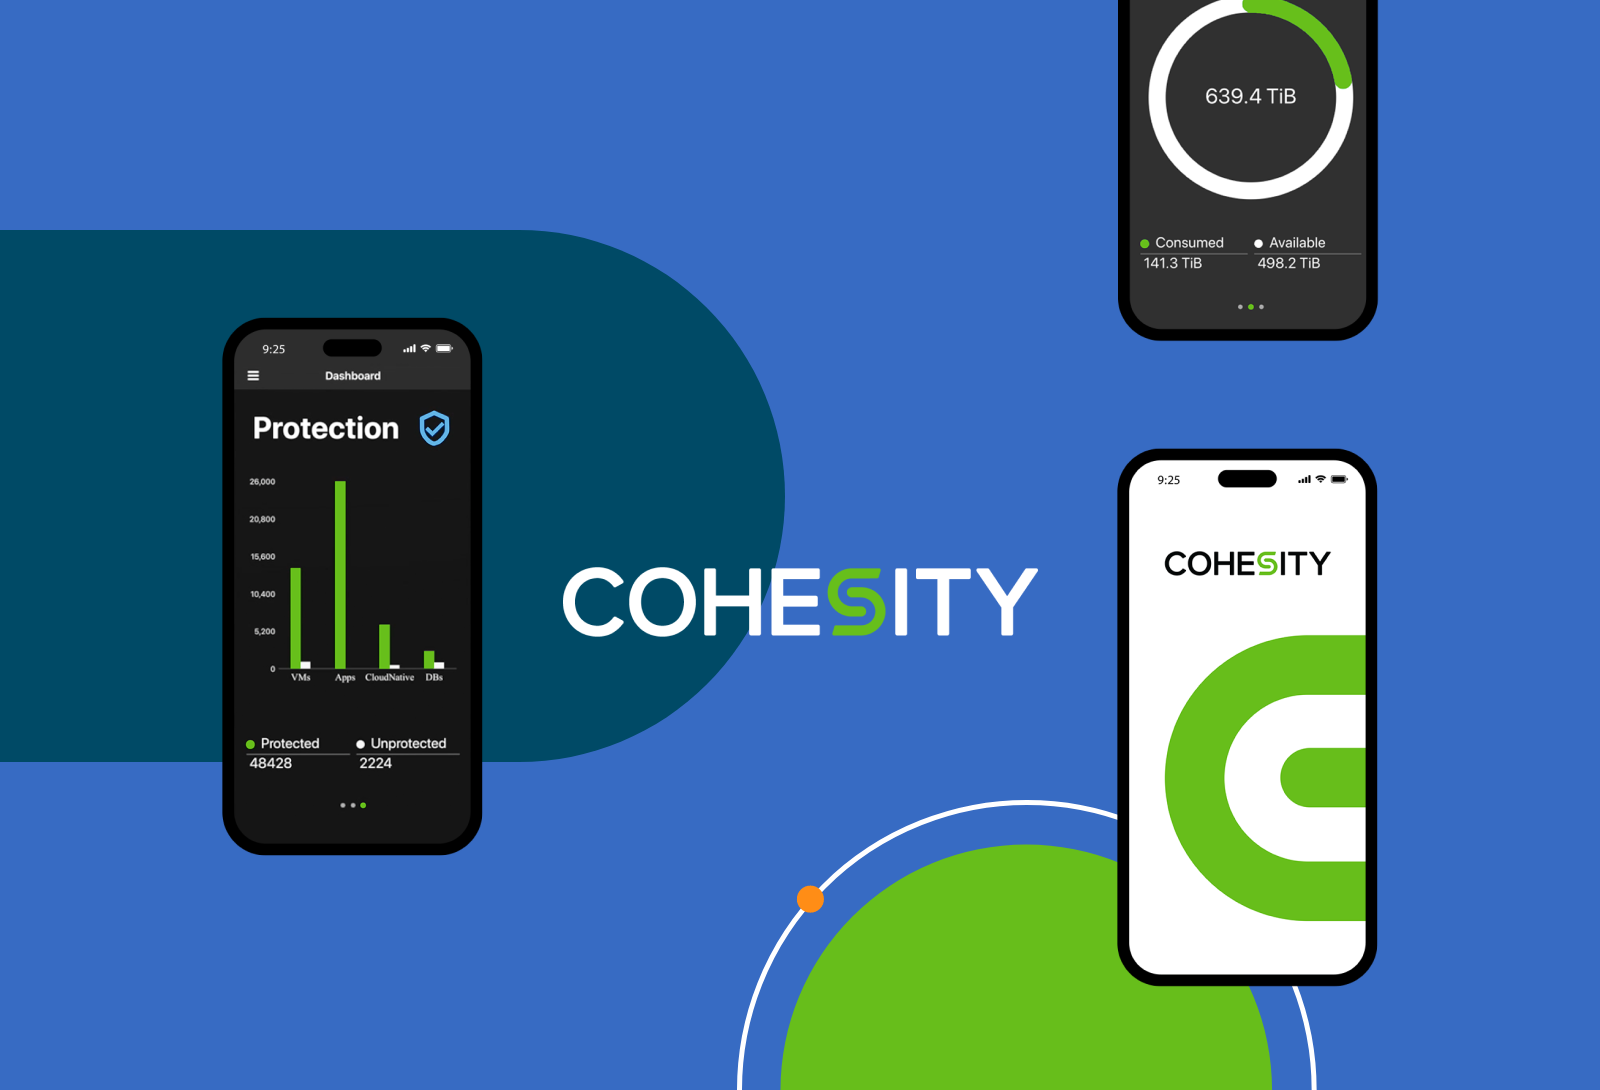 639.4 TiB
Consumed Available
141.3 TiB 498.2 TiB
9:25
Dashboard
Protection
26,000
20,800
15,600
10,400
5,200
0
VMs Apps CloudNative DBs
Protected Unprotected
48428 2224
COHESITY
9:25
COHESITY